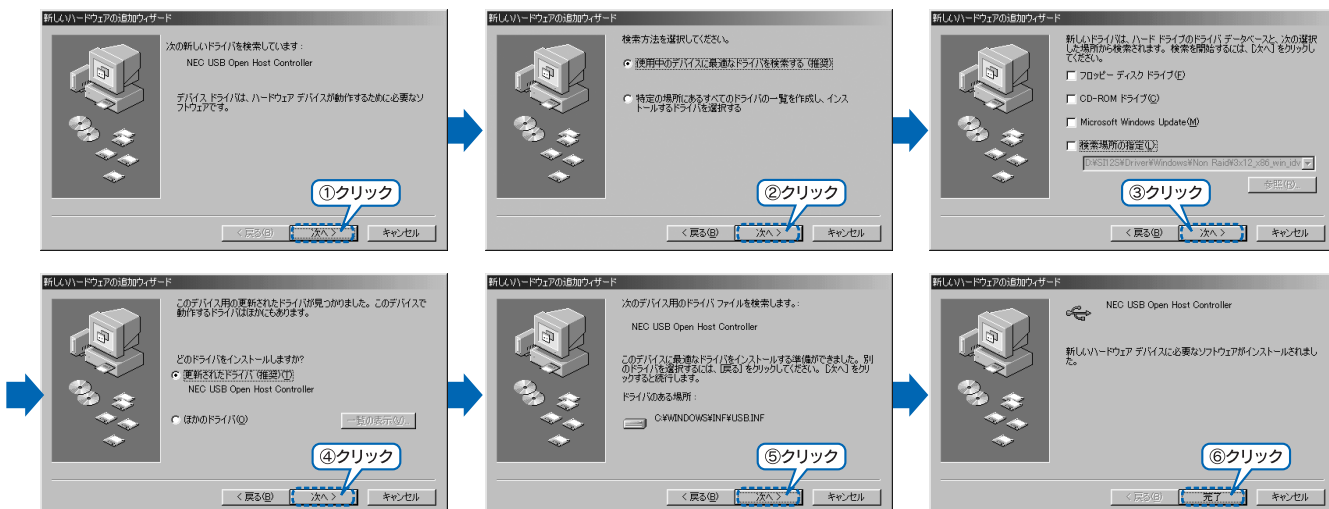 新しいハードウェアの追加ウィザード
次の新しいドライバを検索しています:
NEC USB Open Host Controller
デバイス ドライバは、ハードウェア デバイスが動作するために必要なソ
フトウェアです。
①クリック
< 戻る(B)
次へ >
キャンセル
新しいハードウェアの追加ウィザード
検索方法を選択してください。
使用中のデバイスに最適なドライバを検索する (推奨)
特定の場所にあるすべてのドライバの一覧を作成し、インス
トールするドライバを選択する
②クリック
< 戻る(B)
次へ >
キャンセル
新しいハードウェアの追加ウィザード
新しいドライバは、ハード ドライブのドライバ データベースと、次の選択
した場所から検索されます。検索を開始するには、[次へ] をクリックし
てください。
フロッピー ディスク ドライブ(F)
CD-ROM ドライブ(C)
Microsoft Windows Update(M)
検索場所の指定(L):
D:¥SI12S¥Driver¥Windows¥Non Raid¥3x12_x86_win_idv
参照(R)...
③クリック
< 戻る(B)
次へ >
キャンセル
新しいハードウェアの追加ウィザード
このデバイス用の更新されたドライバが見つかりました。このデバイスで
動作するドライバはほかにもあります。
どのドライバをインストールしますか?
更新されたドライバ (推奨)(T)
NEC USB Open Host Controller
ほかのドライバ(O)
一覧の表示(V)...
④クリック
< 戻る(B)
次へ >
キャンセル
新しいハードウェアの追加ウィザード
次のデバイス用のドライバ ファイルを検索します。:
NEC USB Open Host Controller
このデバイスに最適なドライバをインストールする準備ができました。別
のドライバを選択するには、[戻る] をクリックしてください。[次へ] をクリ
ックすると続行します。
ドライバのある場所:
C:¥WINDOWS¥INF¥USB.INF
⑤クリック
< 戻る(B)
次へ >
キャンセル
新しいハードウェアの追加ウィザード
NEC USB Open Host Controller
新しいハードウェア デバイスに必要なソフトウェアがインストールされまし
た。
⑥クリック
< 戻る(B)
完了
キャンセル